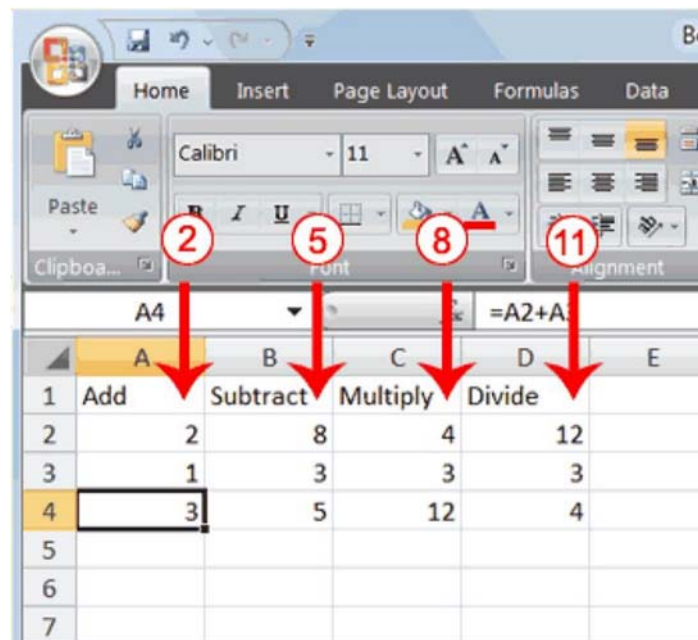 Home Insert Page Layout Formulas Data
Calibri 11 A A
Paste B I U A
2 5 8 11
Clipboa... Font Alignment
A4 =A2+A3
A B C D E
1 Add Subtract Multiply Divide
2 2 8 4 12
3 1 3 3 3
4 3 5 12 4
5
6
7